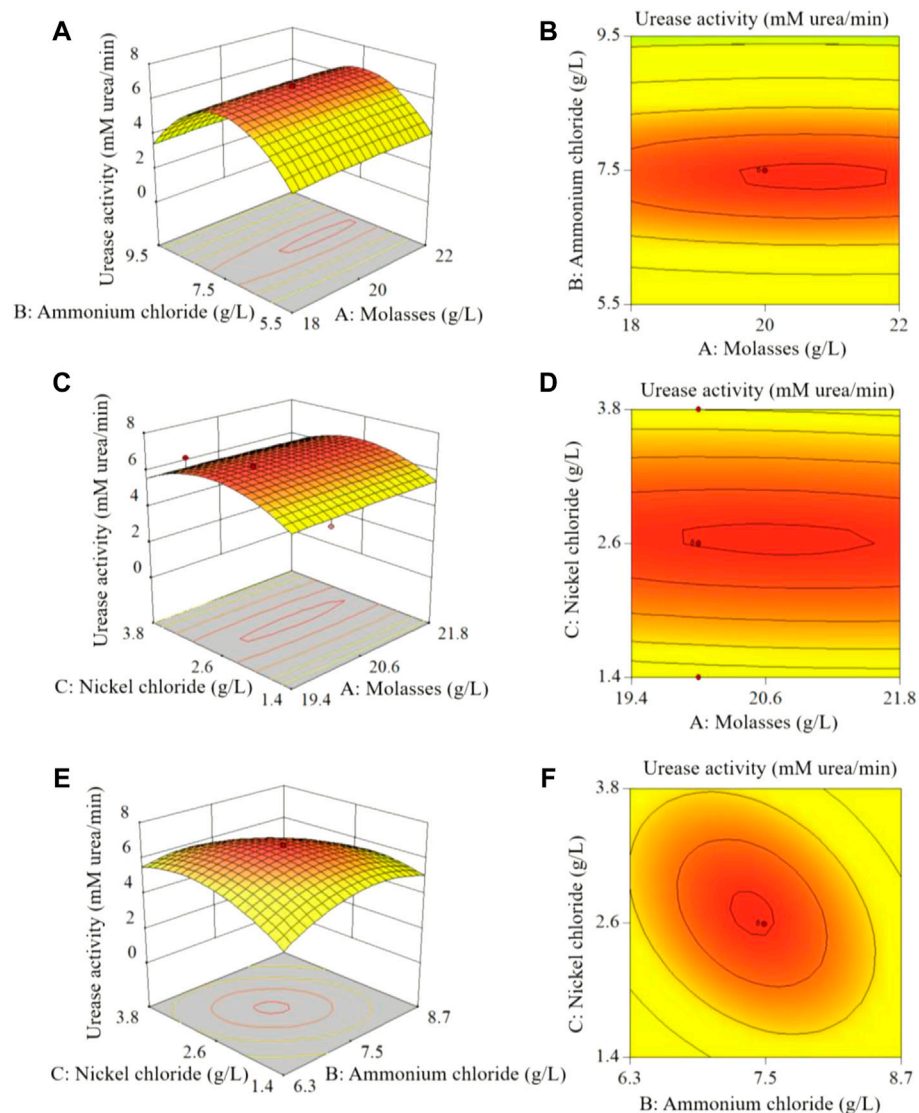 A
Urease activity (mM urea/min)
8
6
4
2
0
9.5
7.5
5.5
18
20
22
B: Ammonium chloride (g/L)
A: Molasses (g/L)
B
Urease activity (mM urea/min)
B: Ammonium chloride (g/L)
9.5
7.5
5.5
18
20
22
A: Molasses (g/L)
C
Urease activity (mM urea/min)
8
6
4
2
0
3.8
2.6
1.4
19.4
20.6
21.8
C: Nickel chloride (g/L)
A: Molasses (g/L)
D
Urease activity (mM urea/min)
C: Nickel chloride (g/L)
3.8
2.6
1.4
19.4
20.6
21.8
A: Molasses (g/L)
E
Urease activity (mM urea/min)
8
6
4
2
0
3.8
2.6
1.4
6.3
7.5
8.7
C: Nickel chloride (g/L)
B: Ammonium chloride (g/L)
F
Urease activity (mM urea/min)
C: Nickel chloride (g/L)
3.8
2.6
1.4
6.3
7.5
8.7
B: Ammonium chloride (g/L)